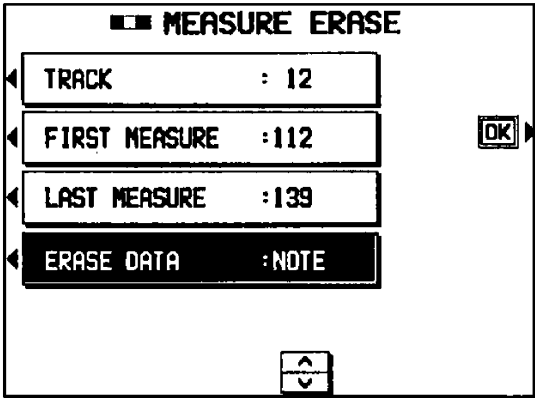 MEASURE ERASE
TRACK : 12
FIRST MEASURE :112
OK
LAST MEASURE :139
ERASE DATA :NOTE